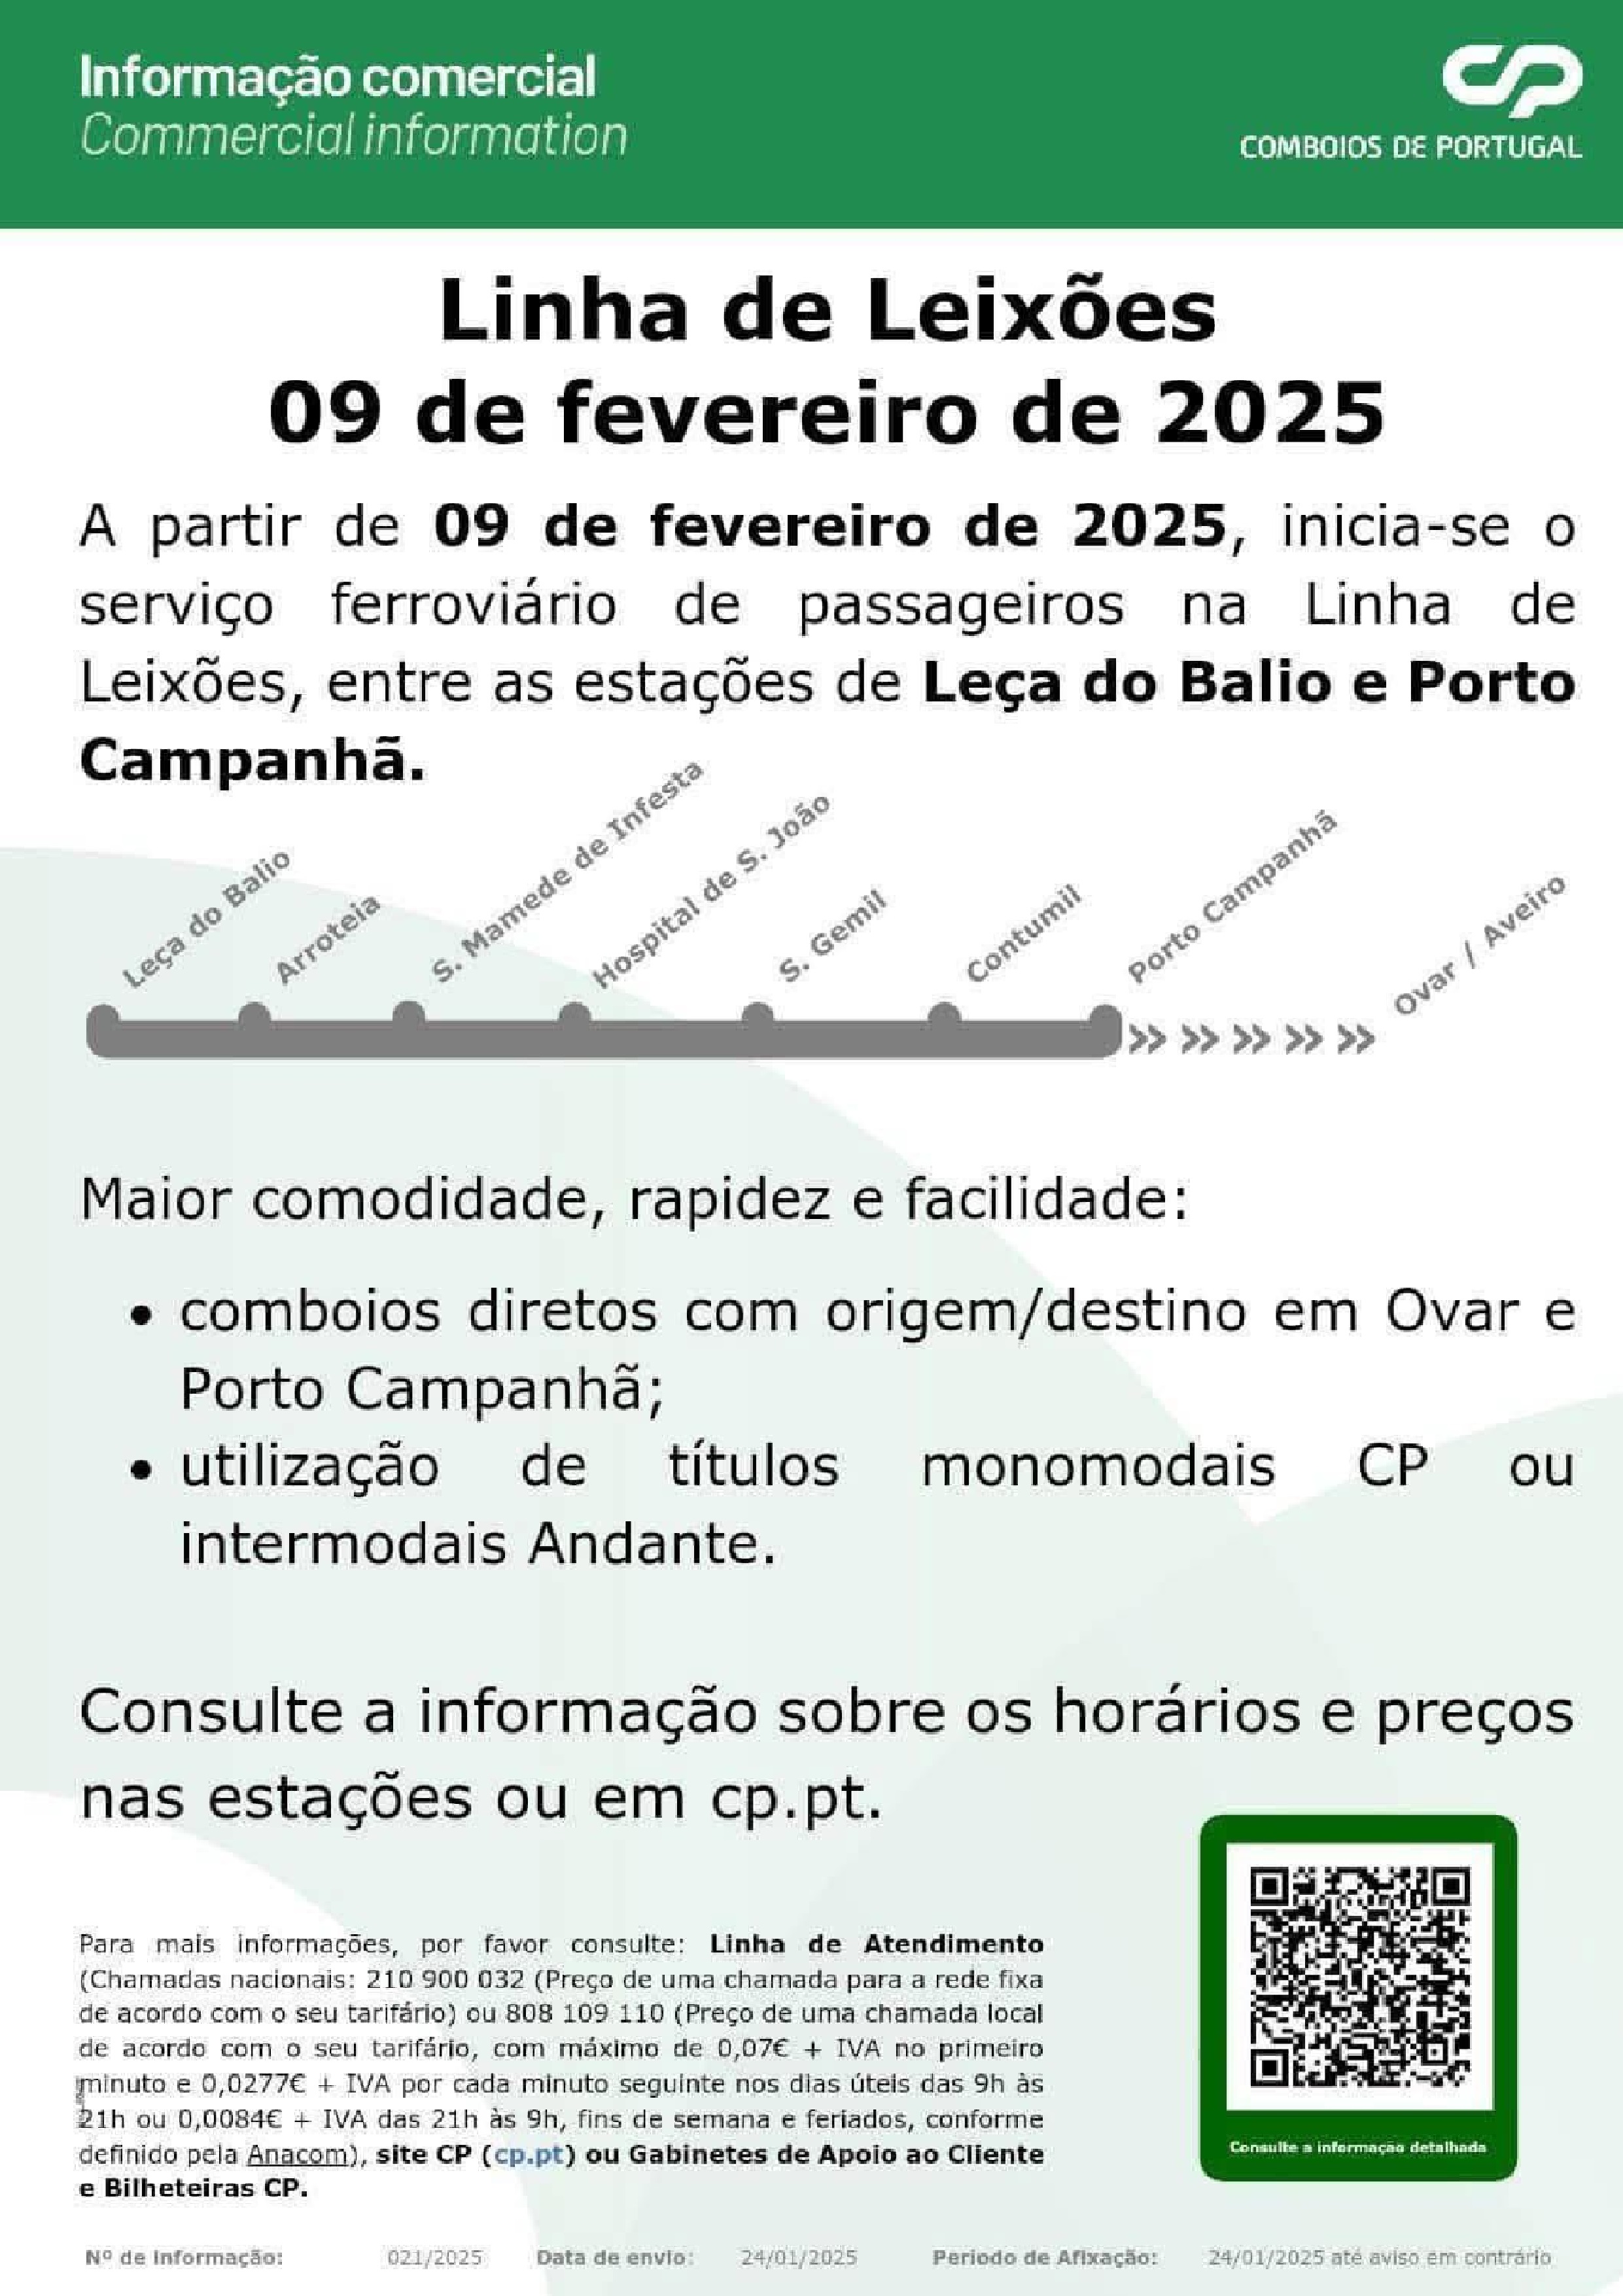 Informação comercial
Commercial information
CP
COMBOIOS DE PORTUGAL
Linha de Leixões
09 de fevereiro de 2025
A partir de 09 de fevereiro de 2025, inicia-se o
serviço ferroviário de passageiros na Linha de
Leixões, entre as estações de Leça do Balio e Porto
Campanhã.
Leça do Balio
Arroteia
S. Mamede de Infesta
Hospital de S. João
S. Gemil
Contumil
Porto Campanhã
Ovar / Aveiro
Maior comodidade, rapidez e facilidade:
• comboios diretos com origem/destino em Ovar e
Porto Campanhã;
• utilização de títulos monomodais CP ou
intermodais Andante.
Consulte a informação sobre os horários e preços
nas estações ou em cp.pt.
Para mais informações, por favor consulte: Linha de Atendimento
(Chamadas nacionais: 210 900 032 (Preço de uma chamada para a rede fixa
de acordo com o seu tarifário) ou 808 109 110 (Preço de uma chamada local
de acordo com o seu tarifário, com máximo de 0,07€ + IVA no primeiro
minuto e 0,0277€ + IVA por cada minuto seguinte nos dias úteis das 9h às
21h ou 0,0084€ + IVA das 21h às 9h, fins de semana e feriados, conforme
definido pela Anacom), site CP (cp.pt) ou Gabinetes de Apoio ao Cliente
e Bilheteiras CP.
Consulte a informação detalhada
Nº de Informação: 021/2025 Data de envio: 24/01/2025 Periodo de Afixação: 24/01/2025 até aviso em contrário